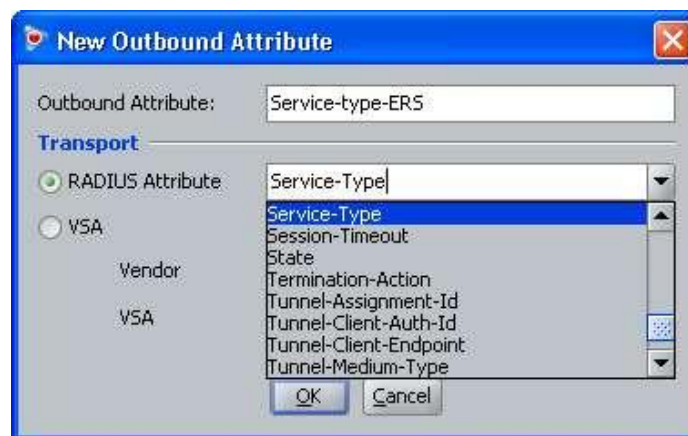 New Outbound Attribute
Outbound Attribute: Service-type-ERS
Transport
RADIUS Attribute Service-Type
Service-Type
VSA
Session-Timeout
State
Vendor
Termination-Action
Tunnel-Assignment-Id
VSA
Tunnel-Client-Auth-Id
Tunnel-Client-Endpoint
Tunnel-Medium-Type
OK Cancel